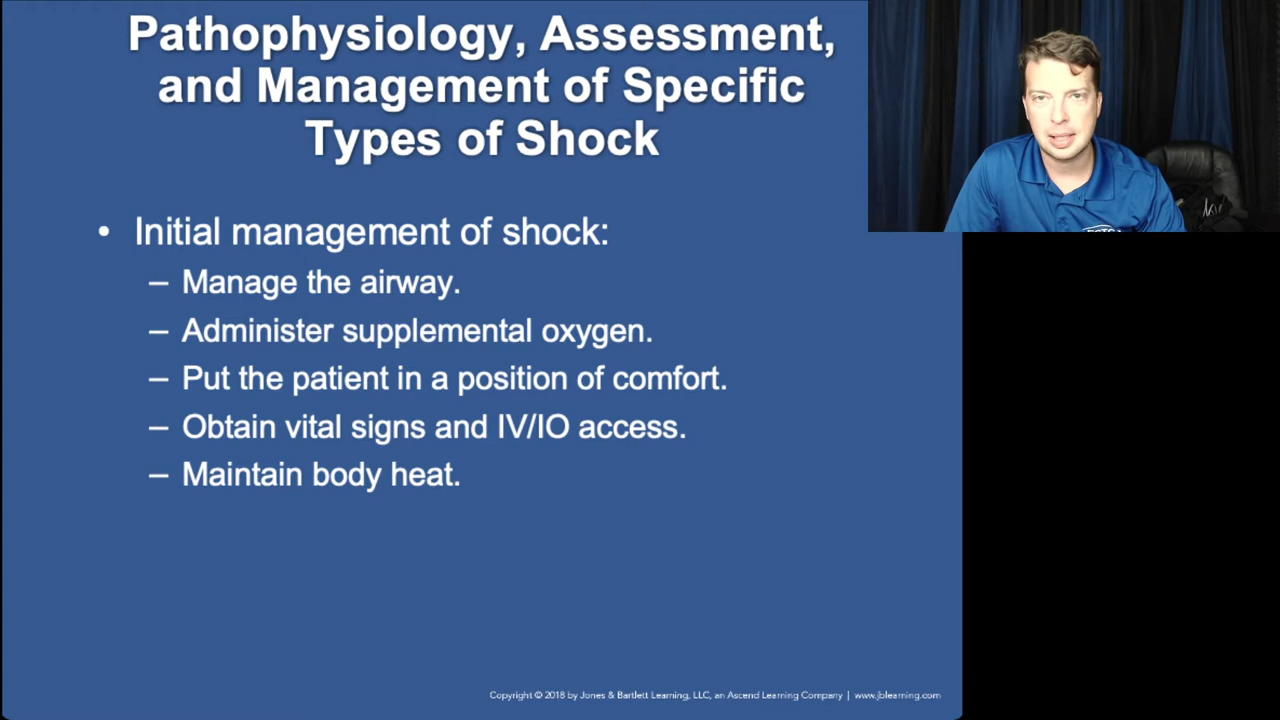 Pathophysiology, Assessment,
and Management of Specific
Types of Shock
• Initial management of shock:
– Manage the airway.
– Administer supplemental oxygen.
– Put the patient in a position of comfort.
– Obtain vital signs and IV/IO access.
– Maintain body heat.
Copyright © 2018 by Jones & Bartlett Learning, LLC, an Ascend Learning Company | www.jblearning.com